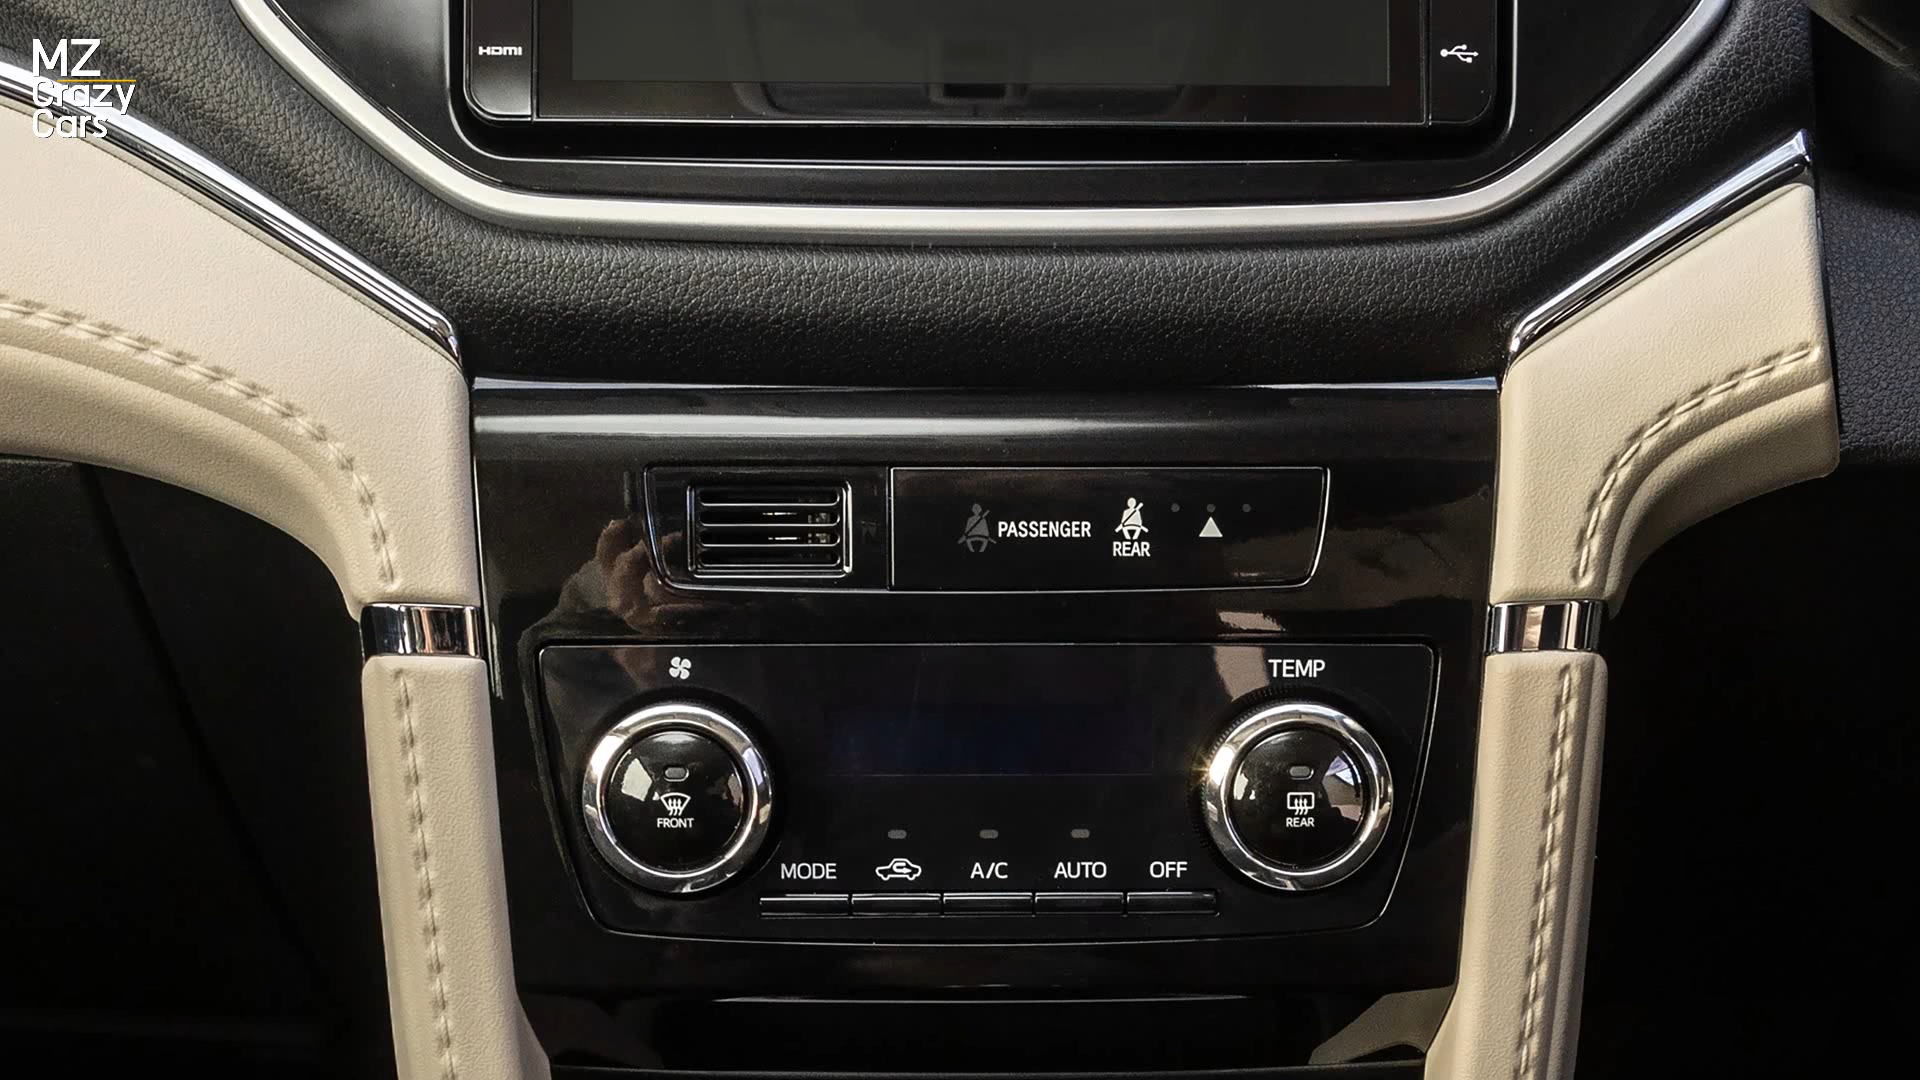 MZ
Crazy
Cars
HDMI
PASSENGER
REAR
TEMP
FRONT
REAR
MODE
A/C
AUTO
OFF